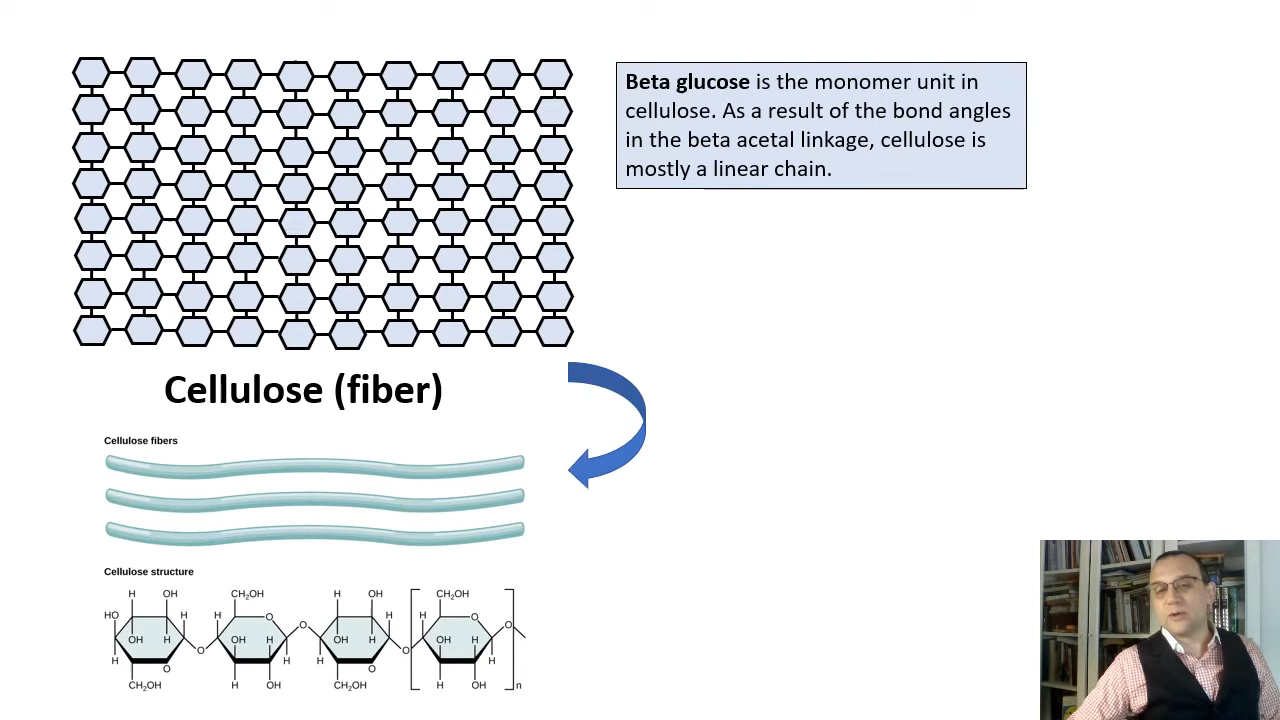 Beta glucose is the monomer unit in
cellulose. As a result of the bond angles
in the beta acetal linkage, cellulose is
mostly a linear chain.
Cellulose (fiber)
Cellulose fibers
Cellulose structure
H OH CH₂OH H OH CH₂OH
HO H H O H H O
O O
OH H OH H OH H OH H
O O
H H H H
O O
CH₂OH H OH CH₂OH H OH n